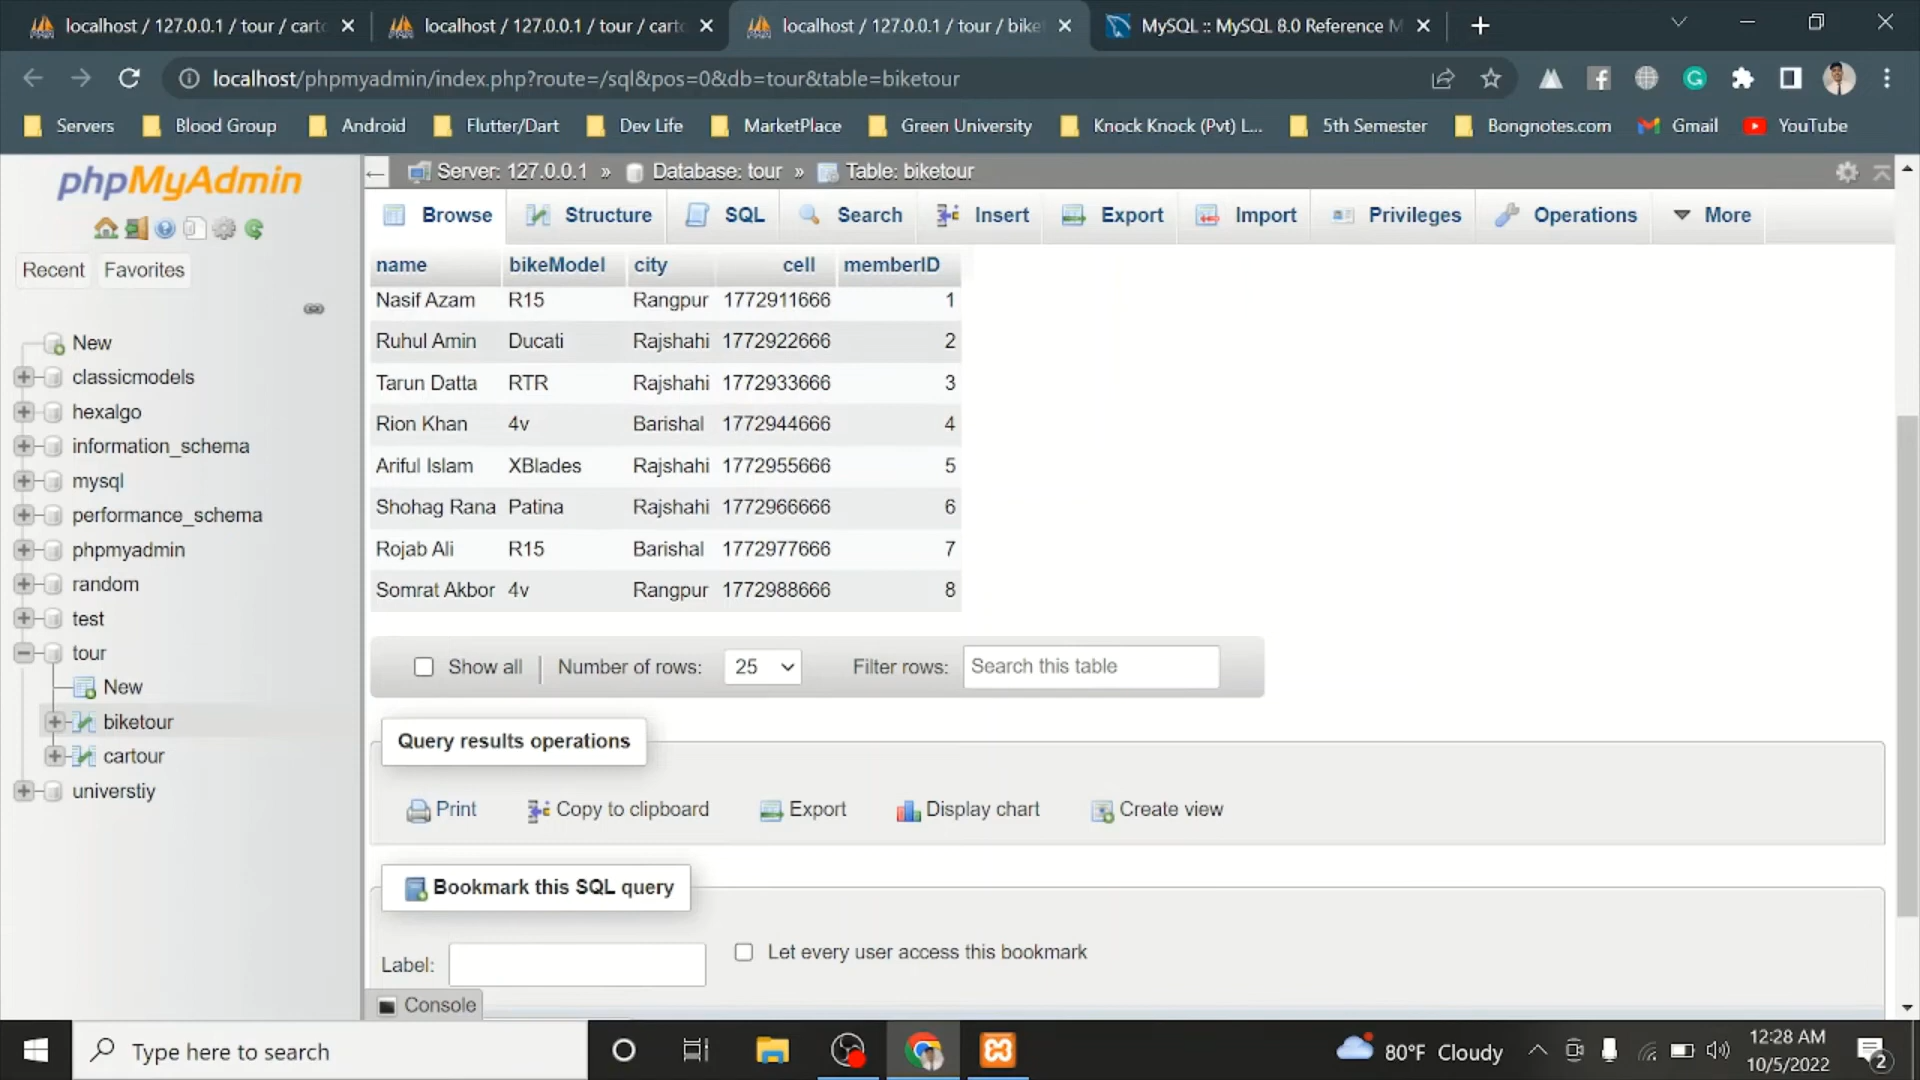 localhost / 127.0.0.1 / tour / carto
localhost / 127.0.0.1 / tour / carto
localhost / 127.0.0.1 / tour / bike
MySQL :: MySQL 8.0 Reference M
localhost/phpmyadmin/index.php?route=/sql&pos=0&db=tour&table=biketour
Servers Blood Group Android Flutter/Dart Dev Life MarketPlace Green University Knock Knock (Pvt) L... 5th Semester Bongnotes.com Gmail YouTube
phpMyAdmin
Recent Favorites
New
classicmodels
hexalgo
information_schema
mysql
performance_schema
phpmyadmin
random
test
tour
New
biketour
cartour
universtiy
Server: 127.0.0.1 » Database: tour » Table: biketour
Browse Structure SQL Search Insert Export Import Privileges Operations More
name bikeModel city cell memberID
Nasif Azam R15 Rangpur 1772911666 1
Ruhul Amin Ducati Rajshahi 1772922666 2
Tarun Datta RTR Rajshahi 1772933666 3
Rion Khan 4v Barishal 1772944666 4
Ariful Islam XBlades Rajshahi 1772955666 5
Shohag Rana Patina Rajshahi 1772966666 6
Rojab Ali R15 Barishal 1772977666 7
Somrat Akbor 4v Rangpur 1772988666 8
Show all Number of rows: 25 Filter rows: Search this table
Query results operations
Print Copy to clipboard Export Display chart Create view
Bookmark this SQL query
Label: Let every user access this bookmark
Console
Type here to search
80°F Cloudy
12:28 AM
10/5/2022
2